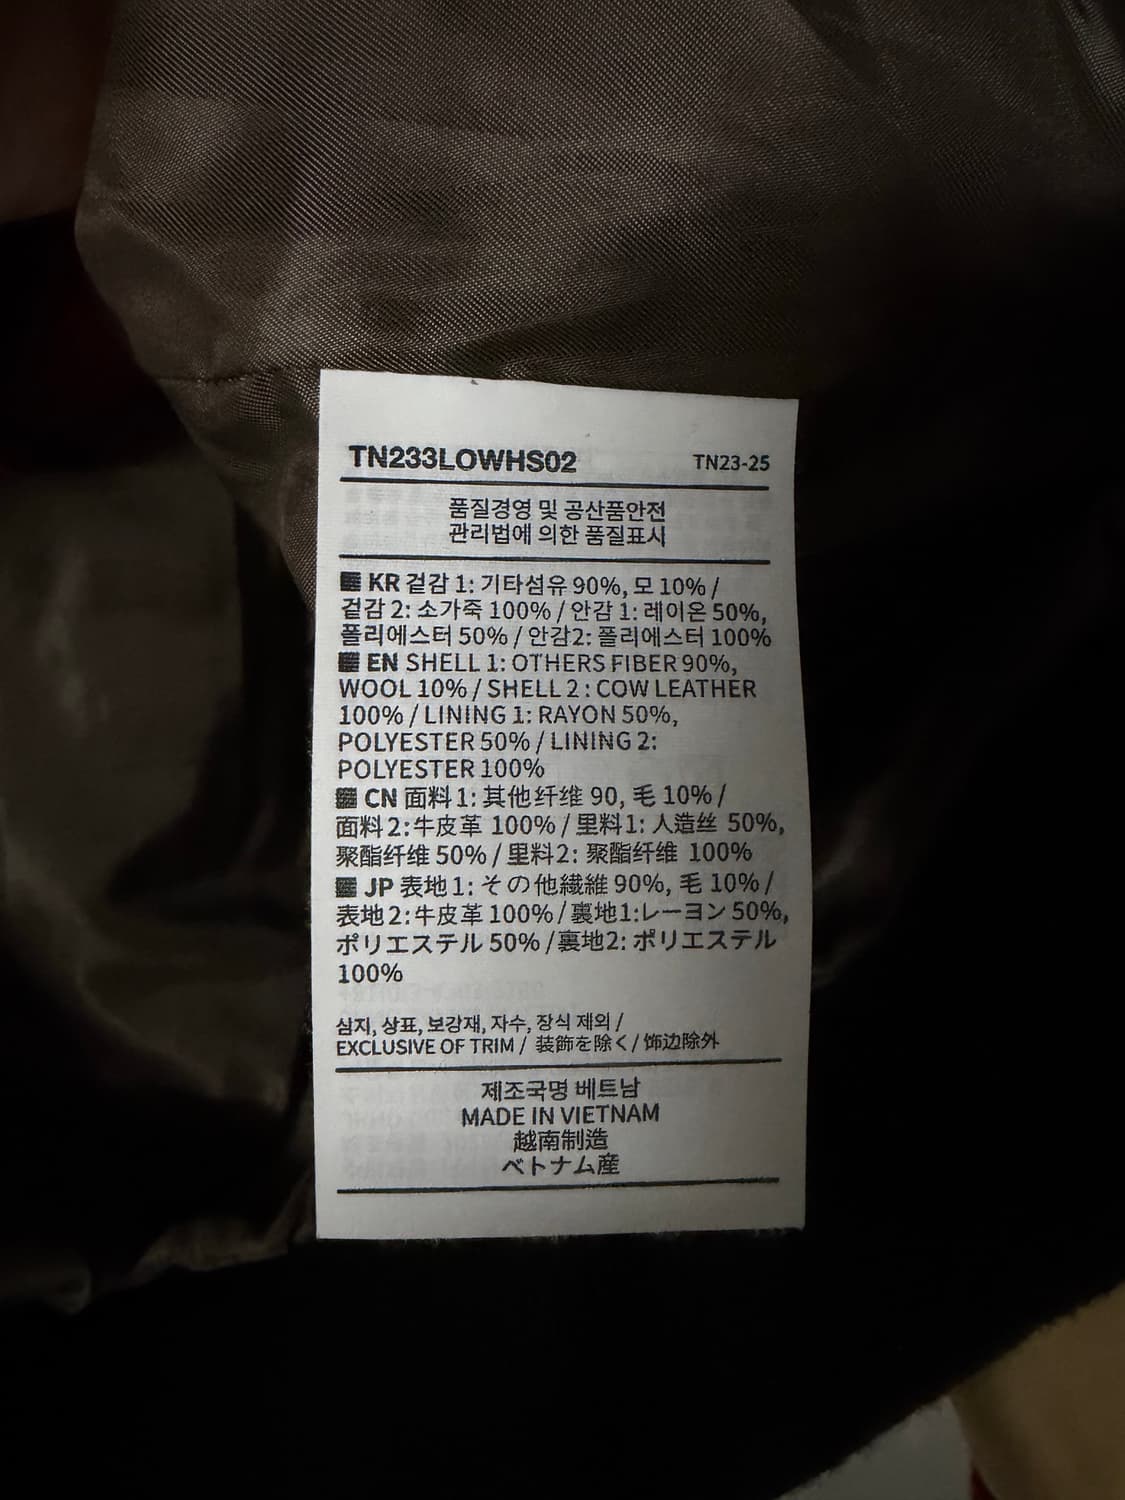 TN233LOWHS02 TN23-25
품질경영 및 공산품안전
관리법에 의한 품질표시
KR 겉감 1: 기타섬유 90%, 모 10% /
겉감 2: 소가죽 100% / 안감 1: 레이온 50%,
폴리에스터 50% / 안감2: 폴리에스터 100%
EN SHELL 1: OTHERS FIBER 90%,
WOOL 10% / SHELL 2 : COW LEATHER
100% / LINING 1: RAYON 50%,
POLYESTER 50% / LINING 2:
POLYESTER 100%
CN 面料 1: 其他纤维 90, 毛 10% /
面料 2:牛皮革 100% / 里料1: 人造丝 50%,
聚酯纤维 50% / 里料2: 聚酯纤维 100%
JP 表地 1: その他繊維 90%, 毛 10% /
表地 2:牛皮革 100% / 裏地1:レーヨン 50%,
ポリエステル 50% / 裏地2: ポリエステル
100%
심지, 상표, 보강재, 자수, 장식 제외 /
EXCLUSIVE OF TRIM / 装飾を除く / 饰边除外
제조국명 베트남
MADE IN VIETNAM
越南制造
ベトナム産